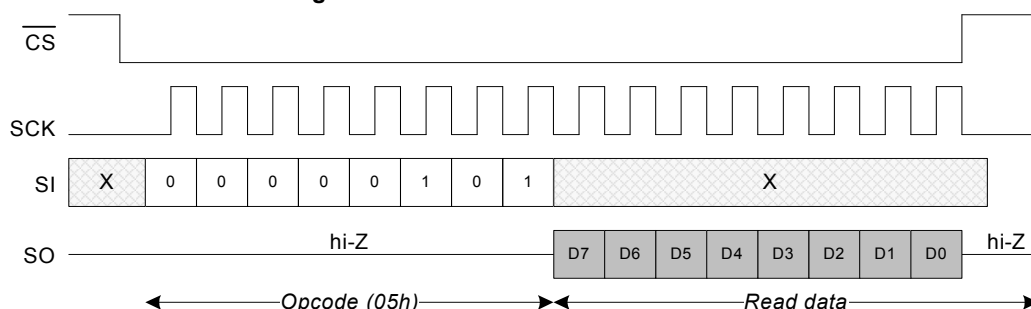 CS
SCK
SI X 0 0 0 0 0 1 0 1 X
SO hi-Z D7 D6 D5 D4 D3 D2 D1 D0 hi-Z
Opcode (05h) Read data